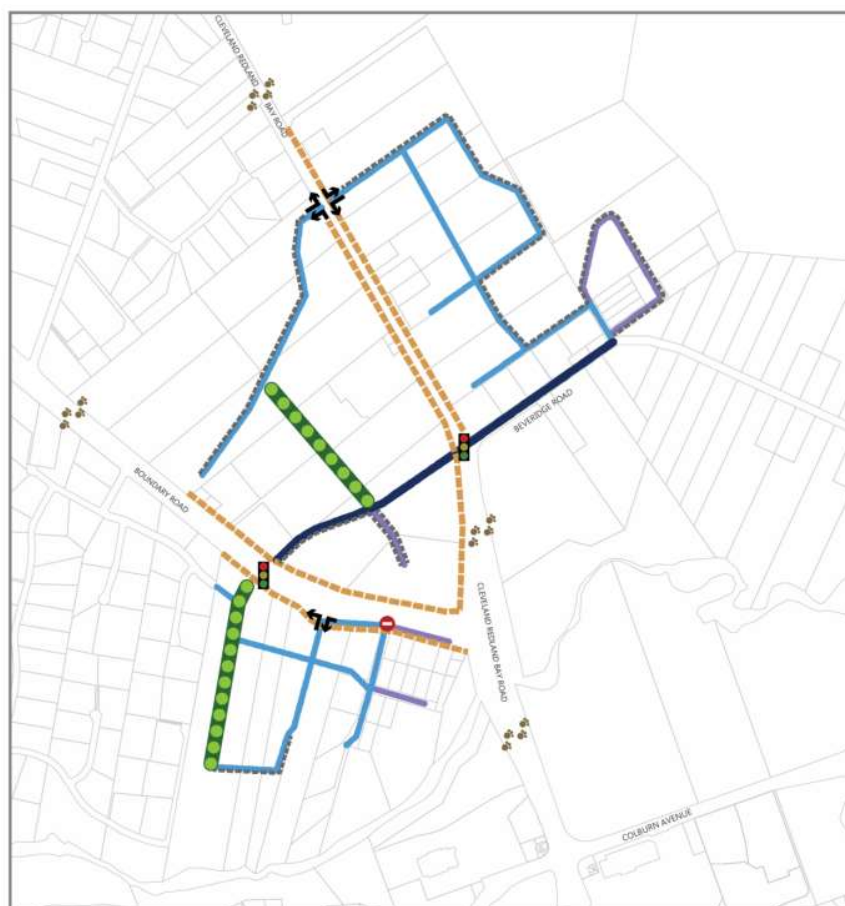 CLEVELAND REDLAND
BAY ROAD
BEVERIDGE ROAD
BOUNDARY ROAD
CLEVELAND REDLAND BAY ROAD
COLBURN AVENUE